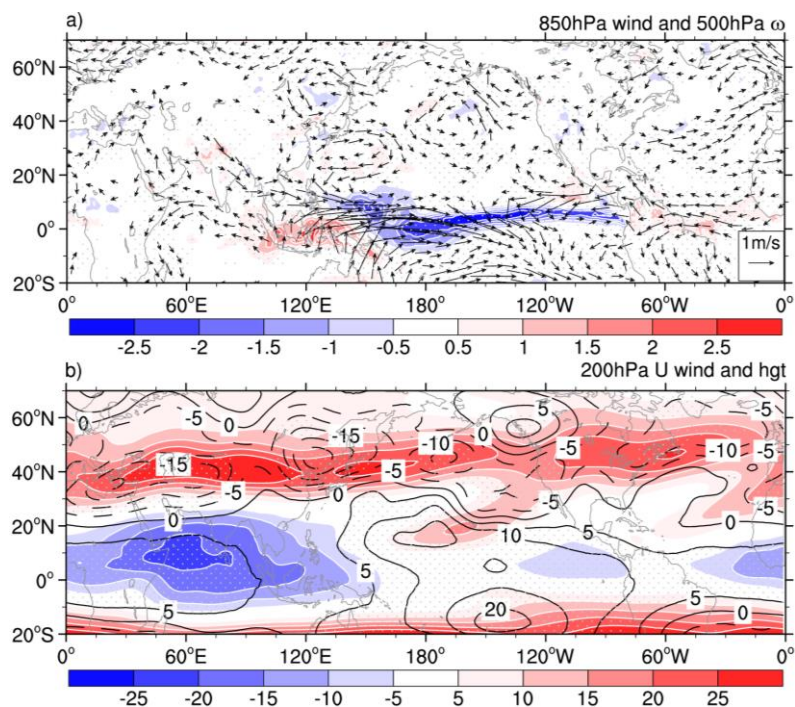 a) 850hPa wind and 500hPa ω
60°N
40°N
20°N
0°
20°S
1m/s
0° 60°E 120°E 180° 120°W 60°W 0°
-2.5 -2 -1.5 -1 -0.5 0.5 1 1.5 2 2.5
b) 200hPa U wind and hgt
60°N
40°N
20°N
0°
20°S
0 -5 0 5 -5
-15 -10 0 -5 -10 -5
-15 -5
-5 0 -5 -5
0 10 0
5 5
5 20 5 0
0° 60°E 120°E 180° 120°W 60°W 0°
-25 -20 -15 -10 -5 5 10 15 20 25